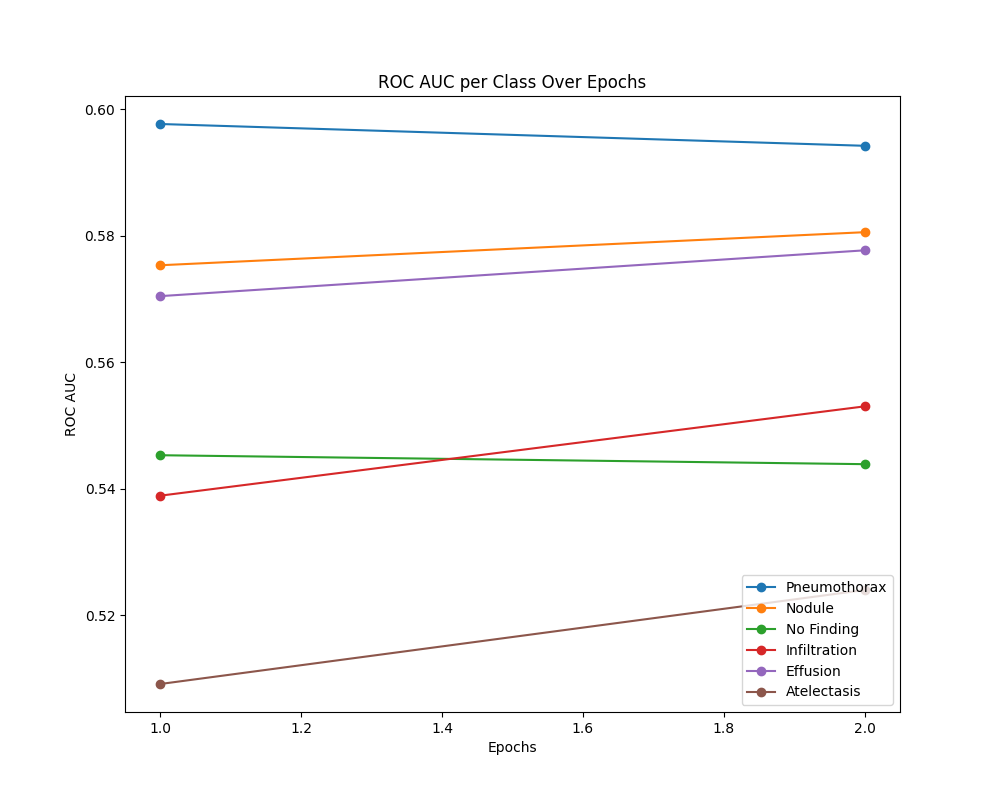 ROC AUC per Class Over Epochs
0.60
0.58
0.56
0.54
0.52
ROC AUC
1.0 1.2 1.4 1.6 1.8 2.0
Epochs
Pneumothorax
Nodule
No Finding
Infiltration
Effusion
Atelectasis